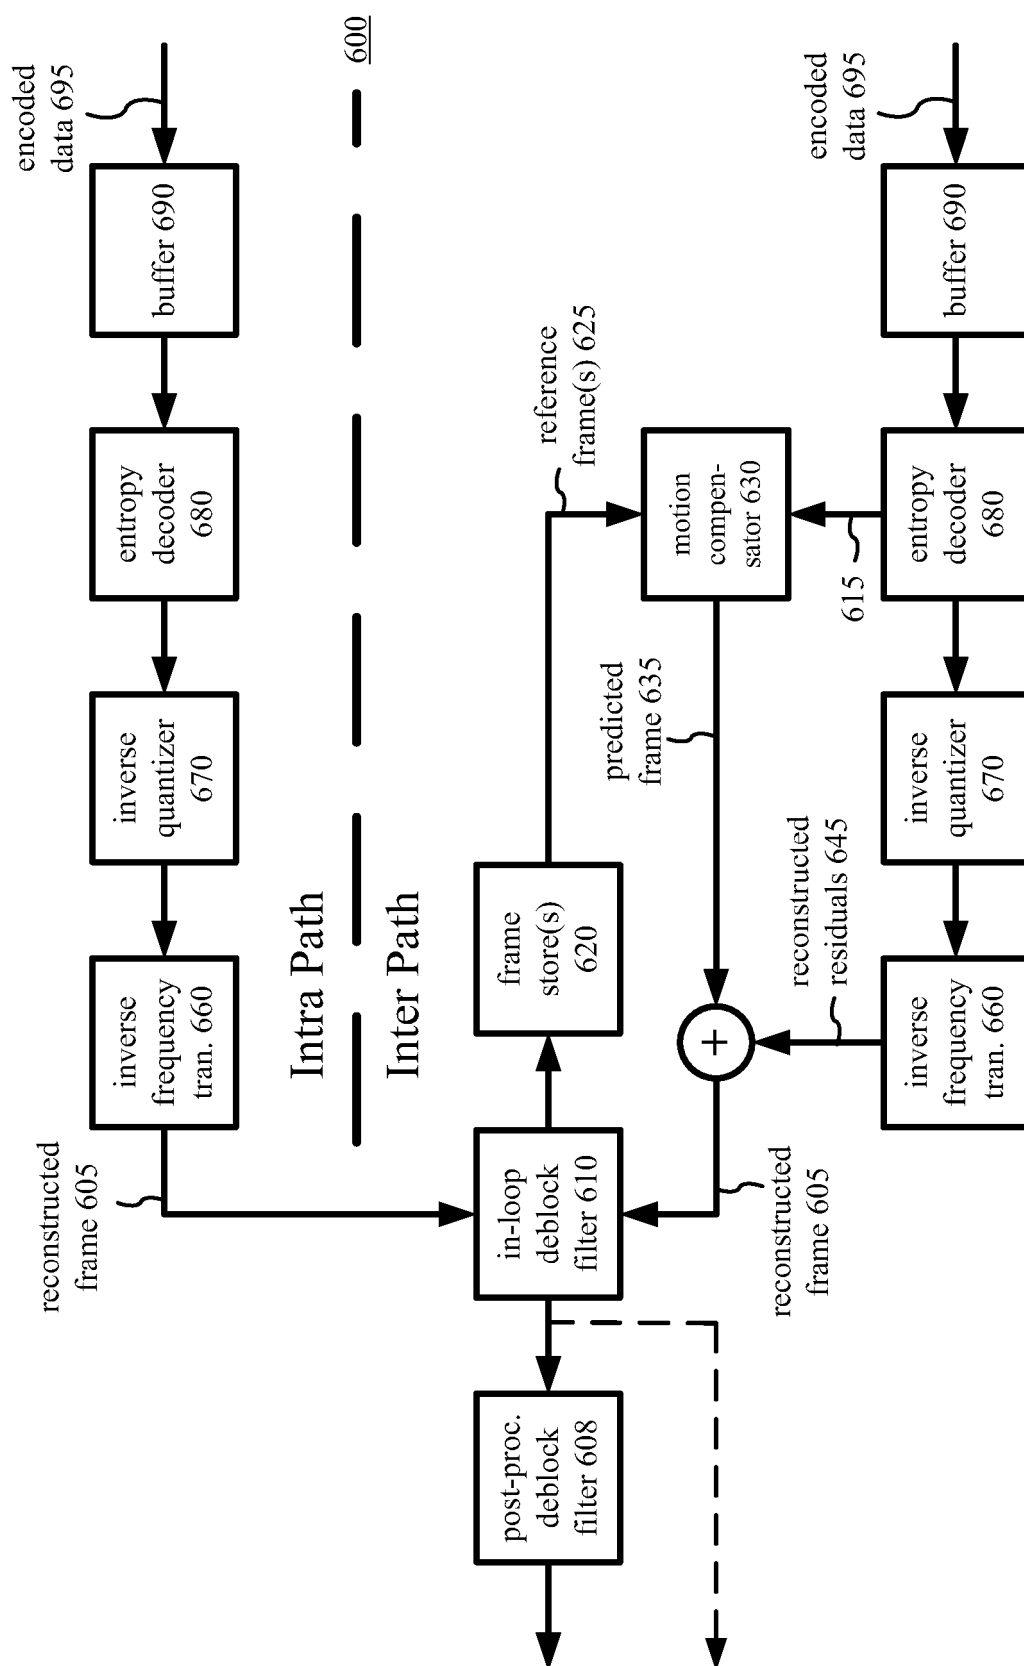 600
encoded
data 695
buffer 690
entropy
decoder
680
inverse
quantizer
670
inverse
frequency
tran. 660
reconstructed
frame 605
Intra Path
Inter Path
reference
frame(s) 625
frame
store(s)
620
in-loop
deblock
filter 610
post-proc.
deblock
filter 608
motion
compen-
sator 630
predicted
frame 635
+
reconstructed
frame 605
615
reconstructed
residuals 645
encoded
data 695
buffer 690
entropy
decoder
680
inverse
quantizer
670
inverse
frequency
tran. 660